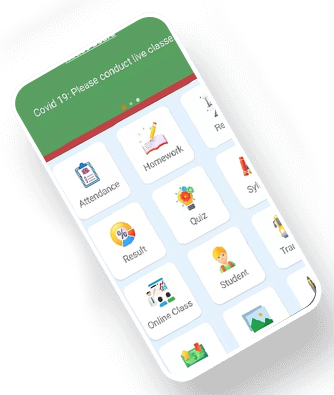 Covid 19: Please conduct live classe
Attendance
Homework
Re
Result
Quiz
Syl
Online Class
Student
Tra